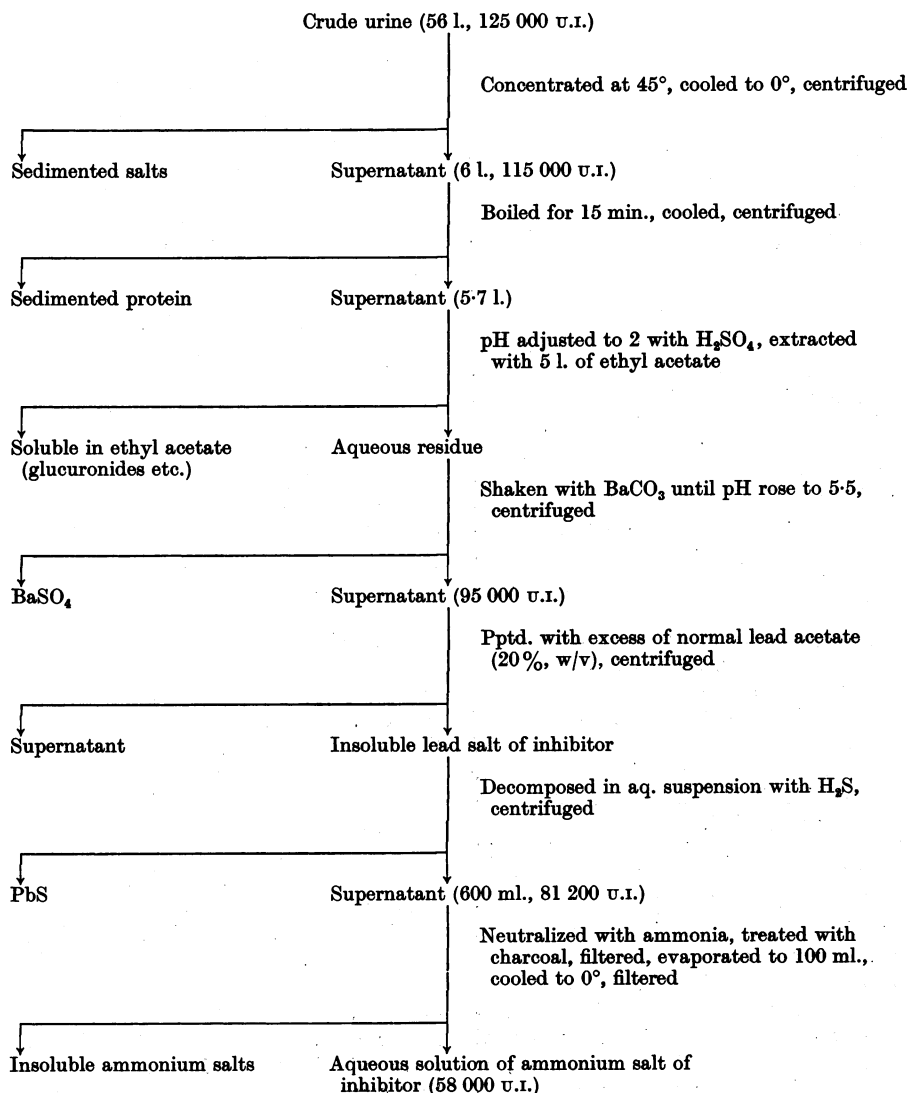 Crude urine (56 l., 125 000 U.I.)
Concentrated at 45°, cooled to 0°, centrifuged
Sedimented salts
Supernatant (6 l., 115 000 U.I.)
Boiled for 15 min., cooled, centrifuged
Sedimented protein
Supernatant (5·7 l.)
pH adjusted to 2 with H₂SO₄, extracted
with 5 l. of ethyl acetate
Soluble in ethyl acetate
(glucuronides etc.)
Aqueous residue
Shaken with BaCO₃ until pH rose to 5·5,
centrifuged
BaSO₄
Supernatant (95 000 U.I.)
Pptd. with excess of normal lead acetate
(20%, w/v), centrifuged
Supernatant
Insoluble lead salt of inhibitor
Decomposed in aq. suspension with H₂S,
centrifuged
PbS
Supernatant (600 ml., 81 200 U.I.)
Neutralized with ammonia, treated with
charcoal, filtered, evaporated to 100 ml.,
cooled to 0°, filtered
Insoluble ammonium salts
Aqueous solution of ammonium salt of
inhibitor (58 000 U.I.)